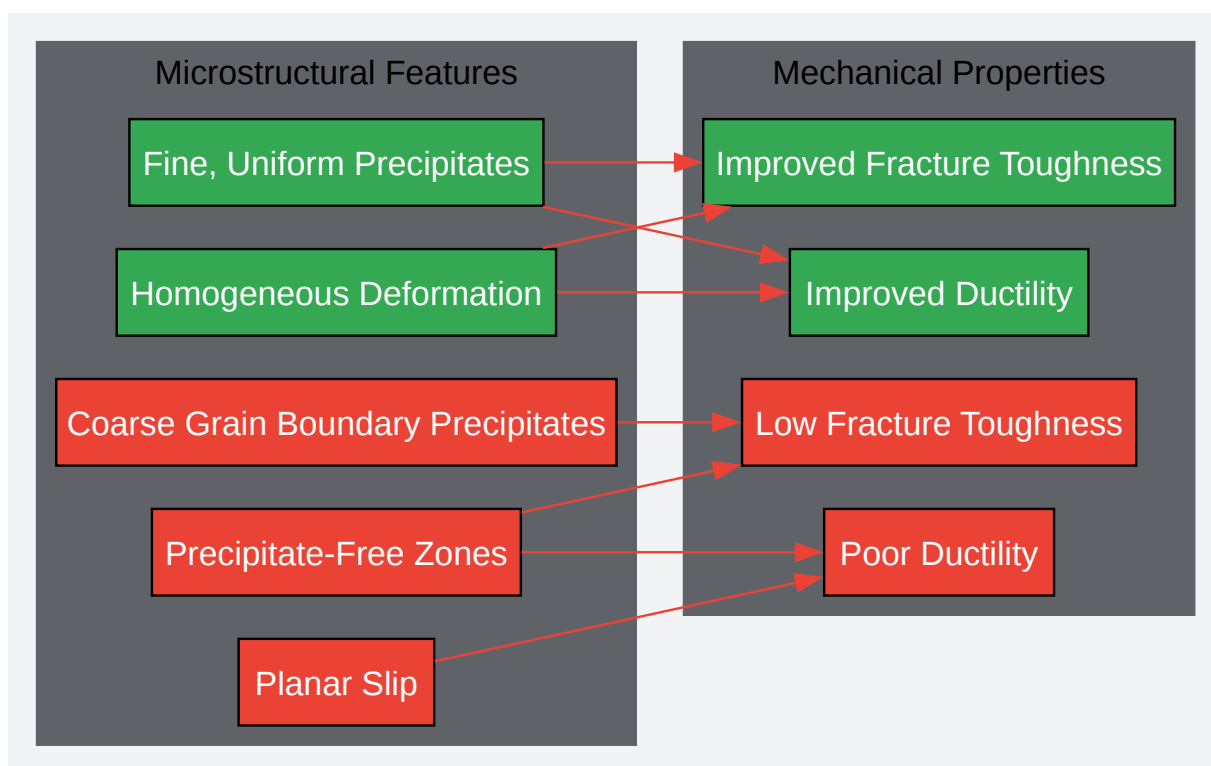 Microstructural Features
Fine, Uniform Precipitates
Homogeneous Deformation
Coarse Grain Boundary Precipitates
Precipitate-Free Zones
Planar Slip
Mechanical Properties
Improved Fracture Toughness
Improved Ductility
Low Fracture Toughness
Poor Ductility